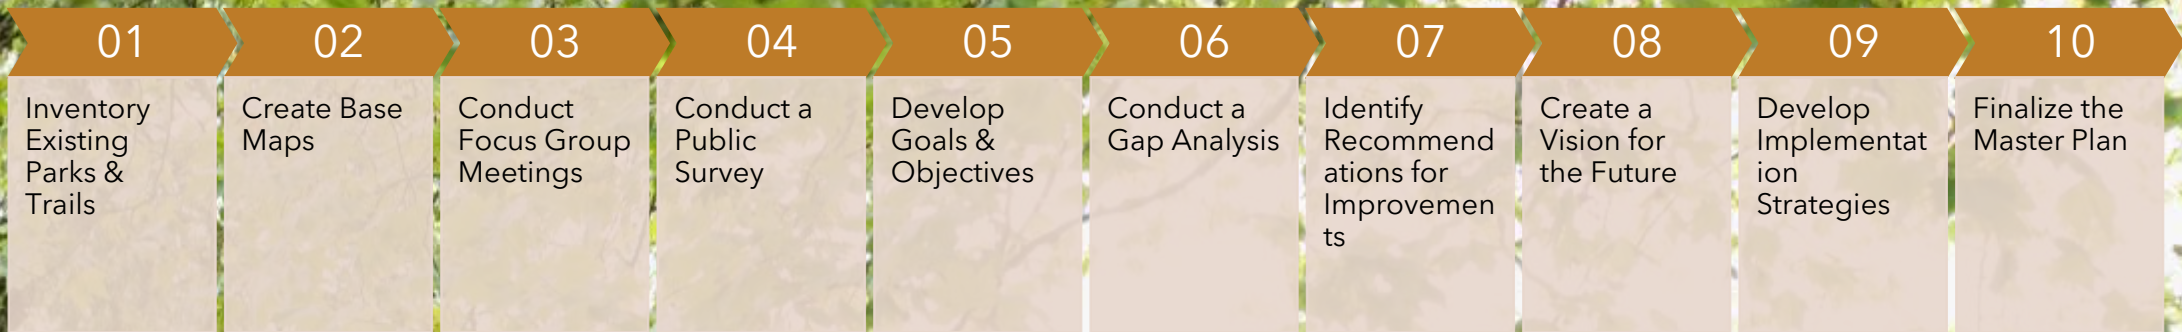 01
Inventory
Existing
Parks &
Trails
02
Create Base
Maps
03
Conduct
Focus Group
Meetings
04
Conduct a
Public
Survey
05
Develop
Goals &
Objectives
06
Conduct a
Gap Analysis
07
Identify
Recommend
ations for
Improvemen
ts
08
Create a
Vision for
the Future
09
Develop
Implementat
ion
Strategies
10
Finalize the
Master Plan